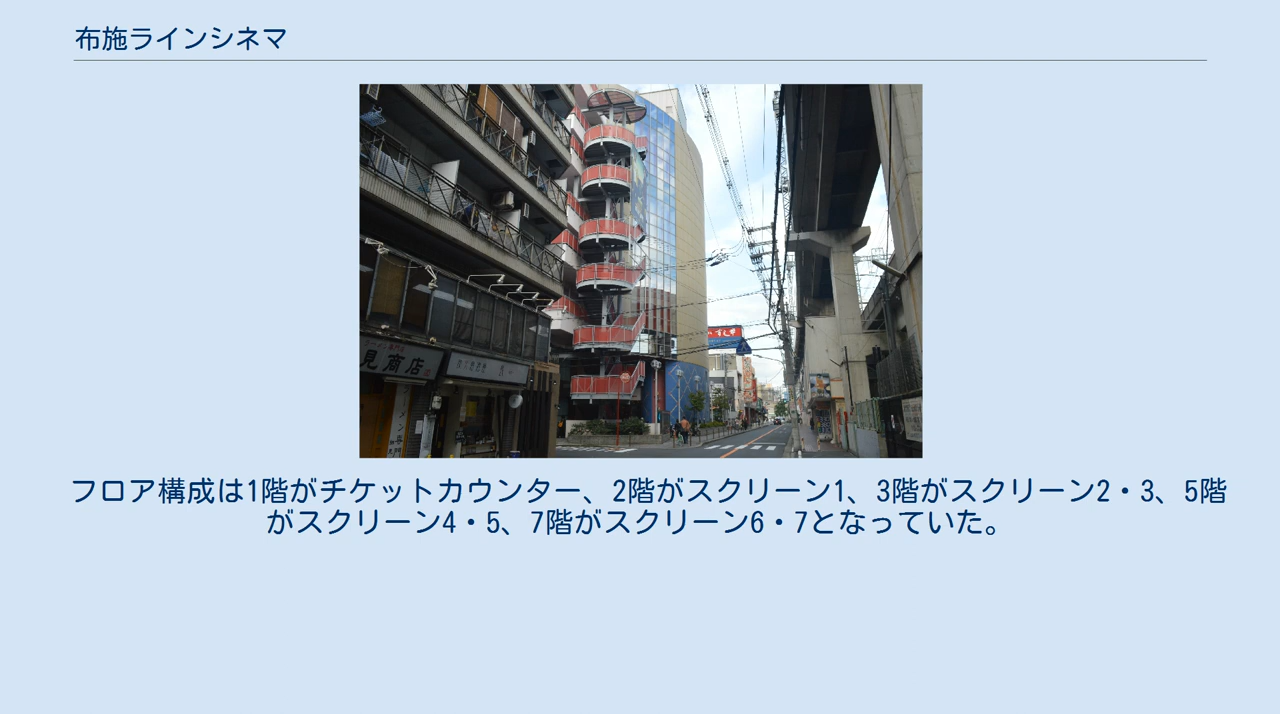 布施ラインシネマ
見商店
フロア構成は1階がチケットカウンター、2階がスクリーン1、3階がスクリーン2・3、5階
がスクリーン4・5、7階がスクリーン6・7となっていた。